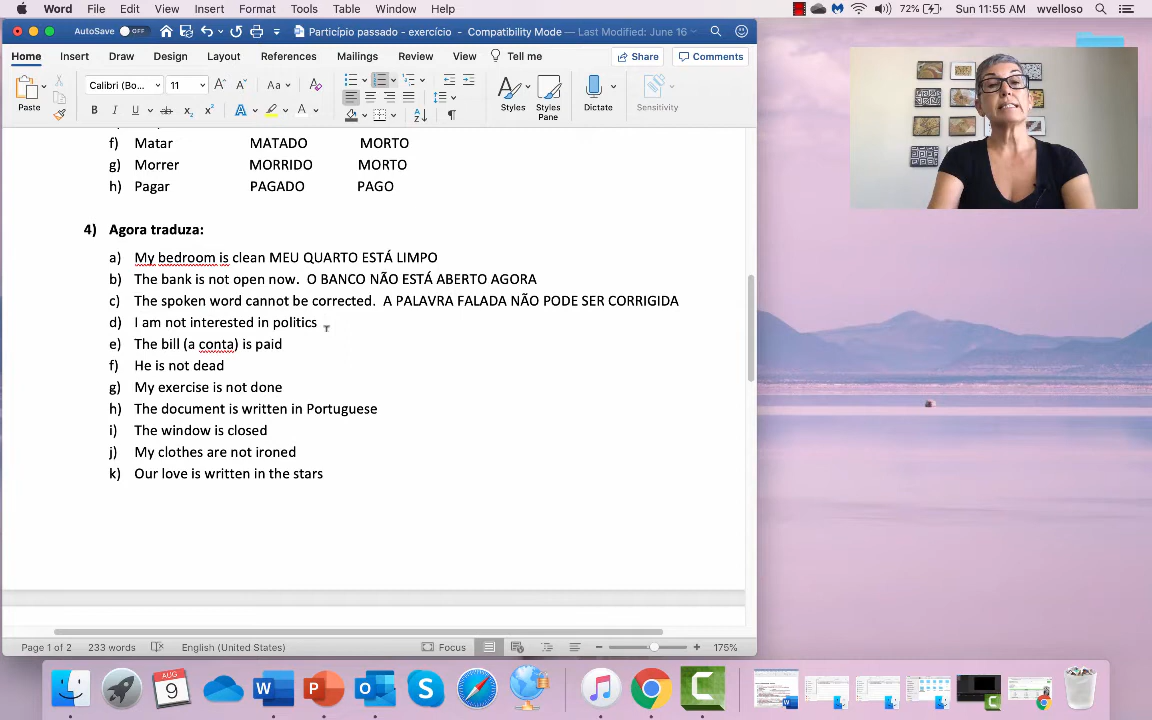 Word File Edit View Insert Format Tools Table Window Help 72% Sun 11:55 AM wvelloso
AutoSave OFF Particípio passado - exercício - Compatibility Mode — Last Modified: June 16
Home Insert Draw Design Layout References Mailings Review View Tell me Share Comments
Paste Calibri (Bo... 11 Aa Styles Styles Pane Dictate Sensitivity
f) Matar MATADO MORTO
g) Morrer MORRIDO MORTO
h) Pagar PAGADO PAGO
4) Agora traduza:
a) My bedroom is clean MEU QUARTO ESTÁ LIMPO
b) The bank is not open now. O BANCO NÃO ESTÁ ABERTO AGORA
c) The spoken word cannot be corrected. A PALAVRA FALADA NÃO PODE SER CORRIGIDA
d) I am not interested in politics
e) The bill (a conta) is paid
f) He is not dead
g) My exercise is not done
h) The document is written in Portuguese
i) The window is closed
j) My clothes are not ironed
k) Our love is written in the stars
Page 1 of 2 233 words English (United States) Focus 175%
AUG
9